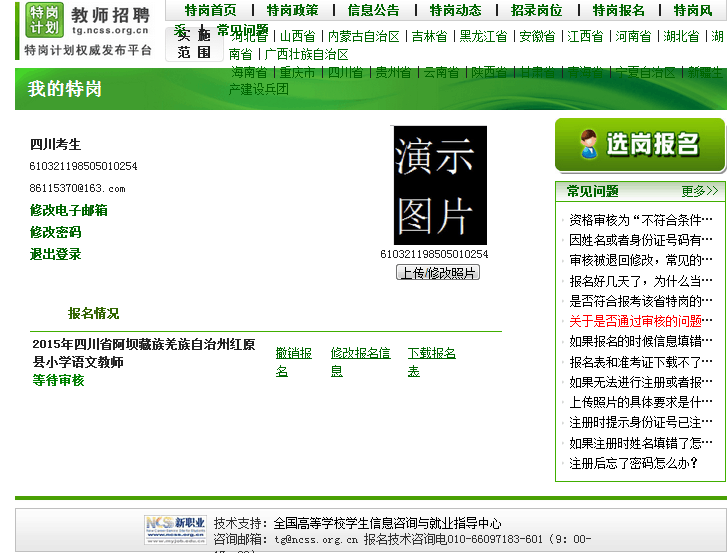 特岗计划 教师招聘
tg.ncss.org.cn
特岗计划权威发布平台
特岗首页 | 特岗政策 | 信息公告 | 特岗动态 | 招录岗位 | 特岗报名 | 特岗风采 | 常见问题
实 施
范 围
河北省 | 山西省 | 内蒙古自治区 | 吉林省 | 黑龙江省 | 安徽省 | 江西省 | 河南省 | 湖北省 | 湖
南省 | 广西壮族自治区
海南省 | 重庆市 | 四川省 | 贵州省 | 云南省 | 陕西省 | 甘肃省 | 青海省 | 宁夏自治区 | 新疆生
产建设兵团
我的特岗
四川考生
610321198505010254
86115370@163.com
修改电子邮箱
修改密码
退出登录
演示
图片
610321198505010254
上传/修改照片
报名情况
2015年四川省阿坝藏族羌族自治州红原
县小学语文教师
等待审核
撤销报
名
修改报名信
息
下载报名
表
选岗报名
常见问题 更多>>
资格审核为“不符合条件…
因姓名或者身份证号码有…
审核被退回修改，常见的…
报名好几天了，为什么当…
是否符合报考该省特岗的…
关于是否通过审核的问题…
如果报名的时候信息填错…
报名表和准考证下载不了…
如果无法进行注册或者报…
上传照片的具体要求是什…
注册时提示身份证号已注…
如果注册时姓名填错了怎…
注册后忘了密码怎么办？
NCSS 新职业
www.ncss.org.cn
技术支持：全国高等学校学生信息咨询与就业指导中心
咨询邮箱：tg@ncss.org.cn 报名技术咨询电010-66097183-601（9：00-